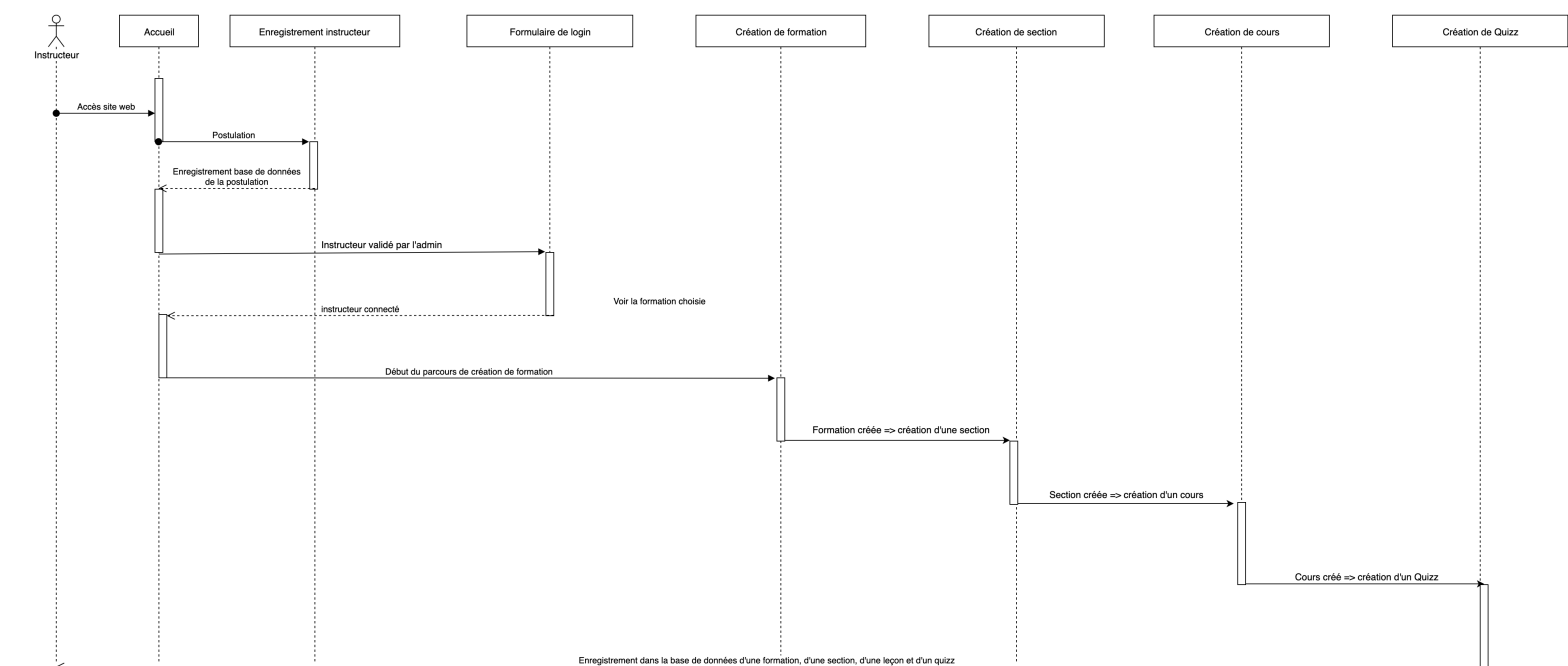 Instructeur
Accueil
Enregistrement instructeur
Formulaire de login
Création de formation
Création de section
Création de cours
Création de Quizz
Accès site web
Postulation
Enregistrement base de données
de la postulation
Instructeur validé par l'admin
Voir la formation choisie
instructeur connecté
Début du parcours de création de formation
Formation créée => création d'une section
Section créée => création d'un cours
Cours créé => création d'un Quizz
Enregistrement dans la base de données d'une formation, d'une section, d'une leçon et d'un quizz